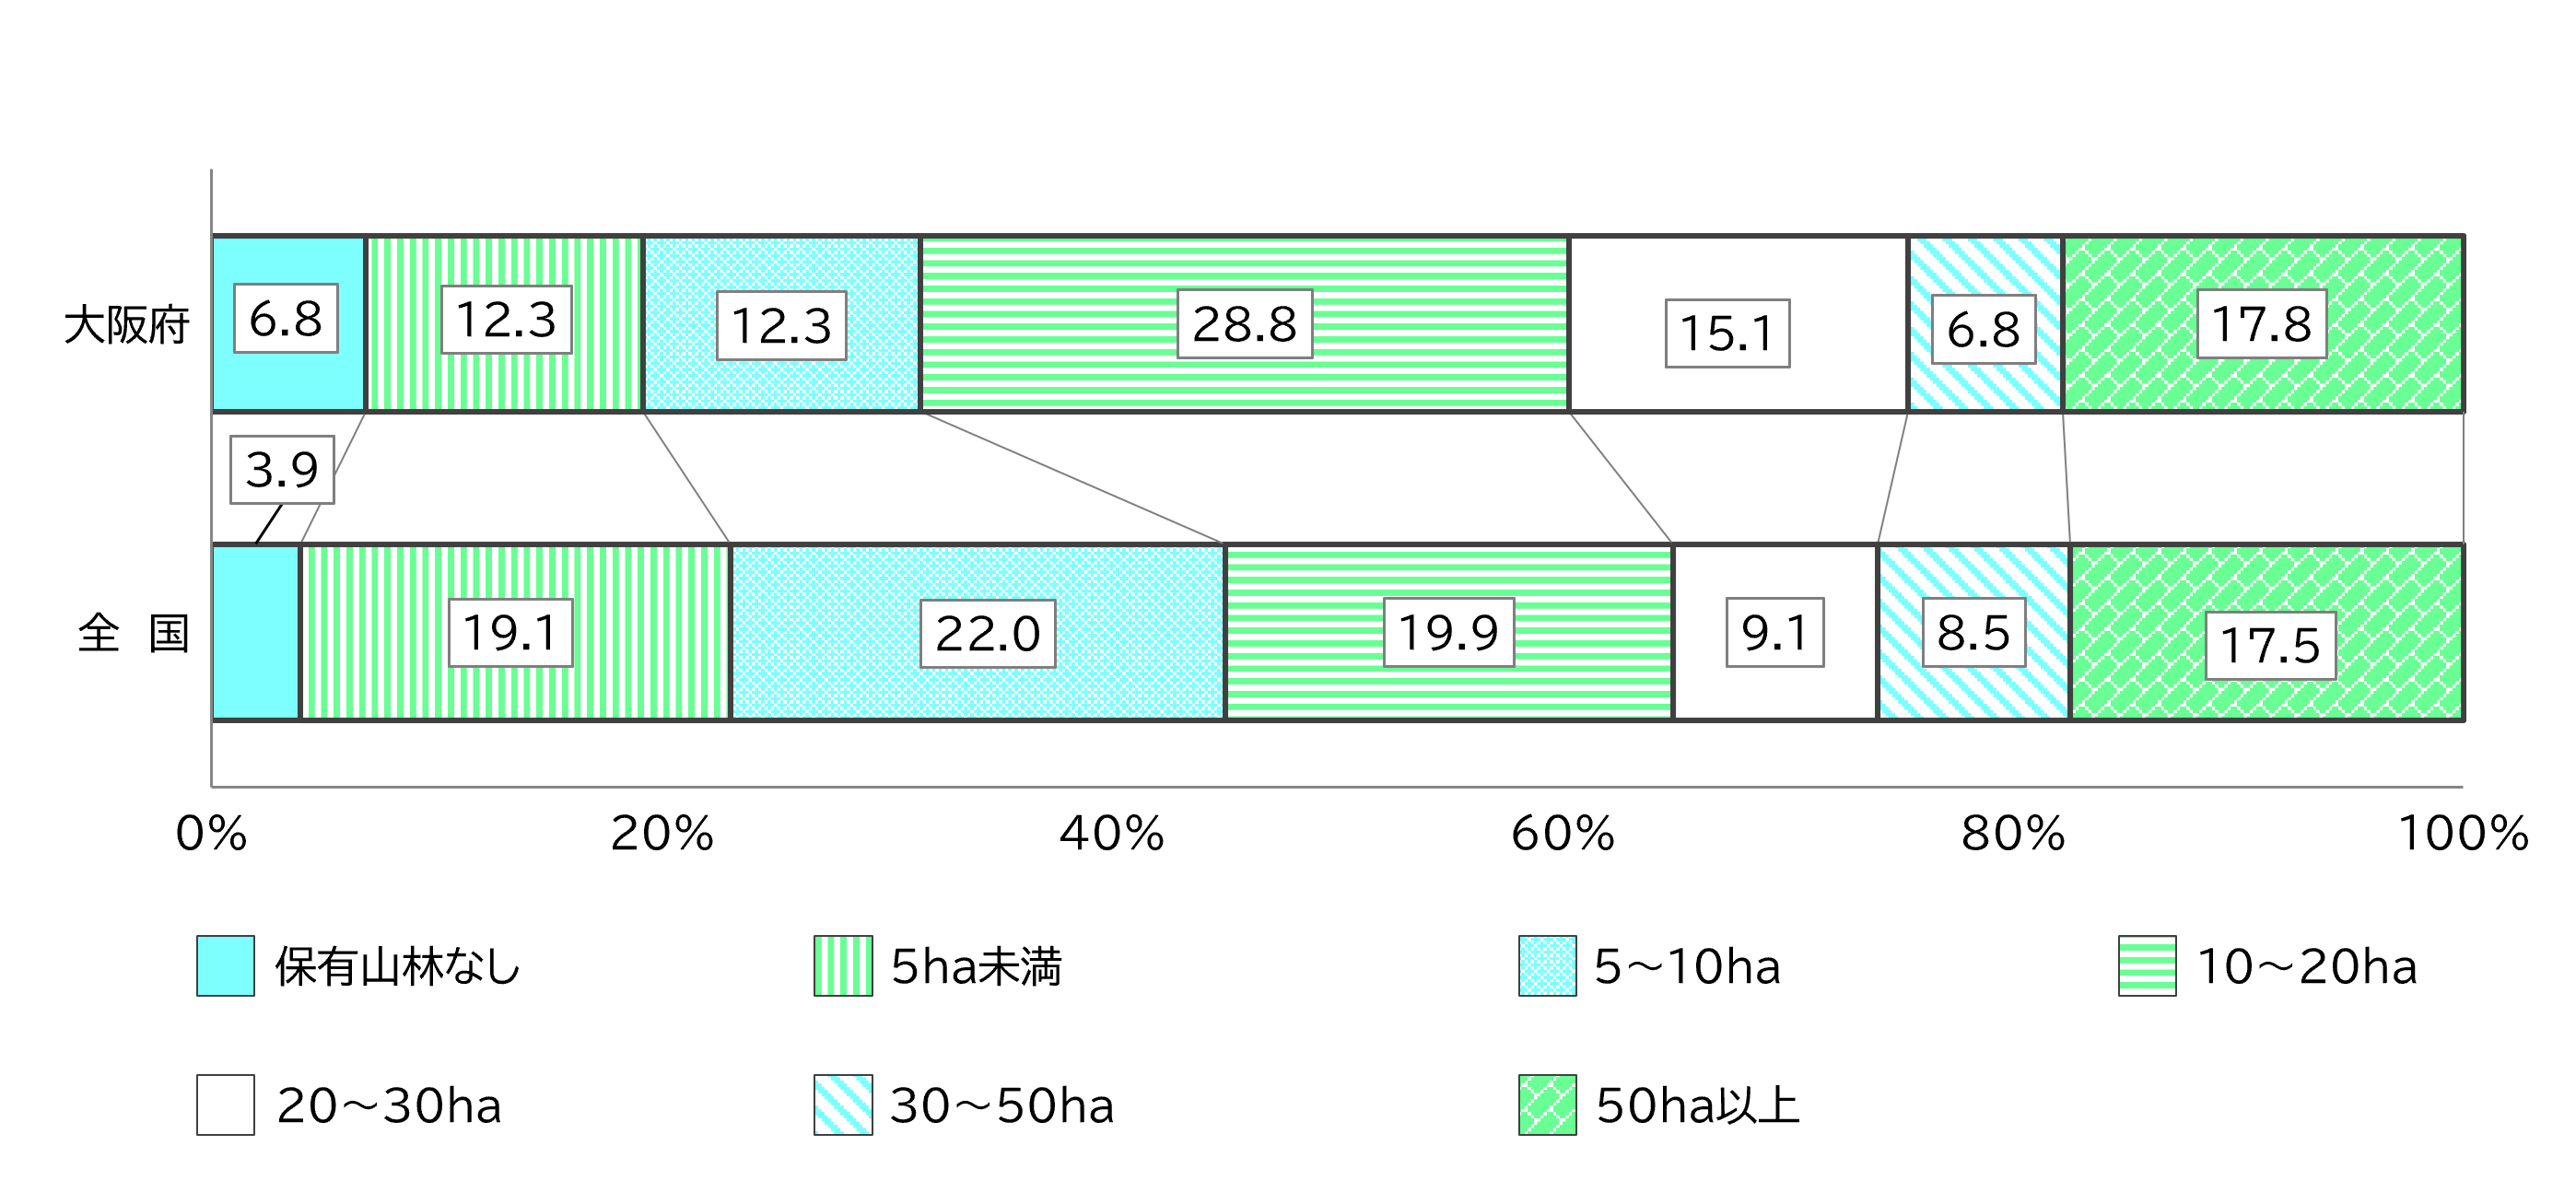 大阪府 6.8 12.3 12.3 28.8 15.1 6.8 17.8
3.9
全 国 19.1 22.0 19.9 9.1 8.5 17.5
0% 20% 40% 60% 80% 100%
保有山林なし 5ha未満 5～10ha 10～20ha
20～30ha 30～50ha 50ha以上